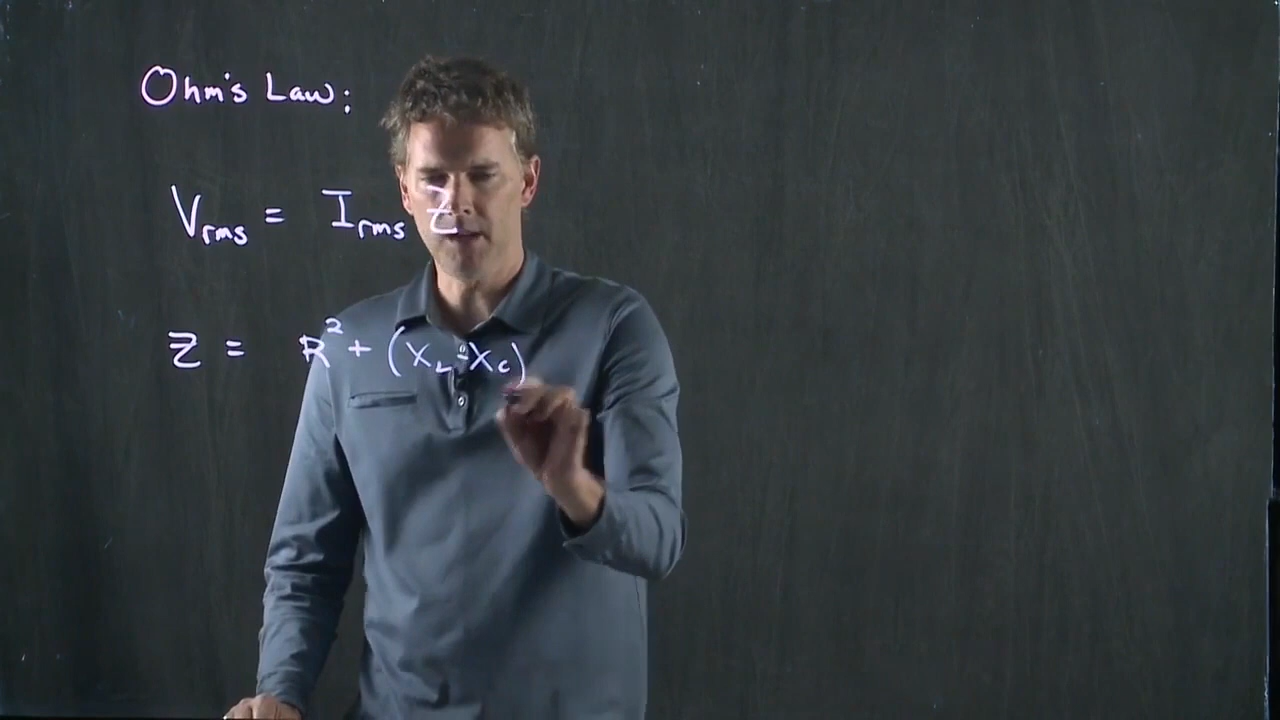 Ohm's Law:
Vrms = Irms Z
Z = R² + (XL-XC)